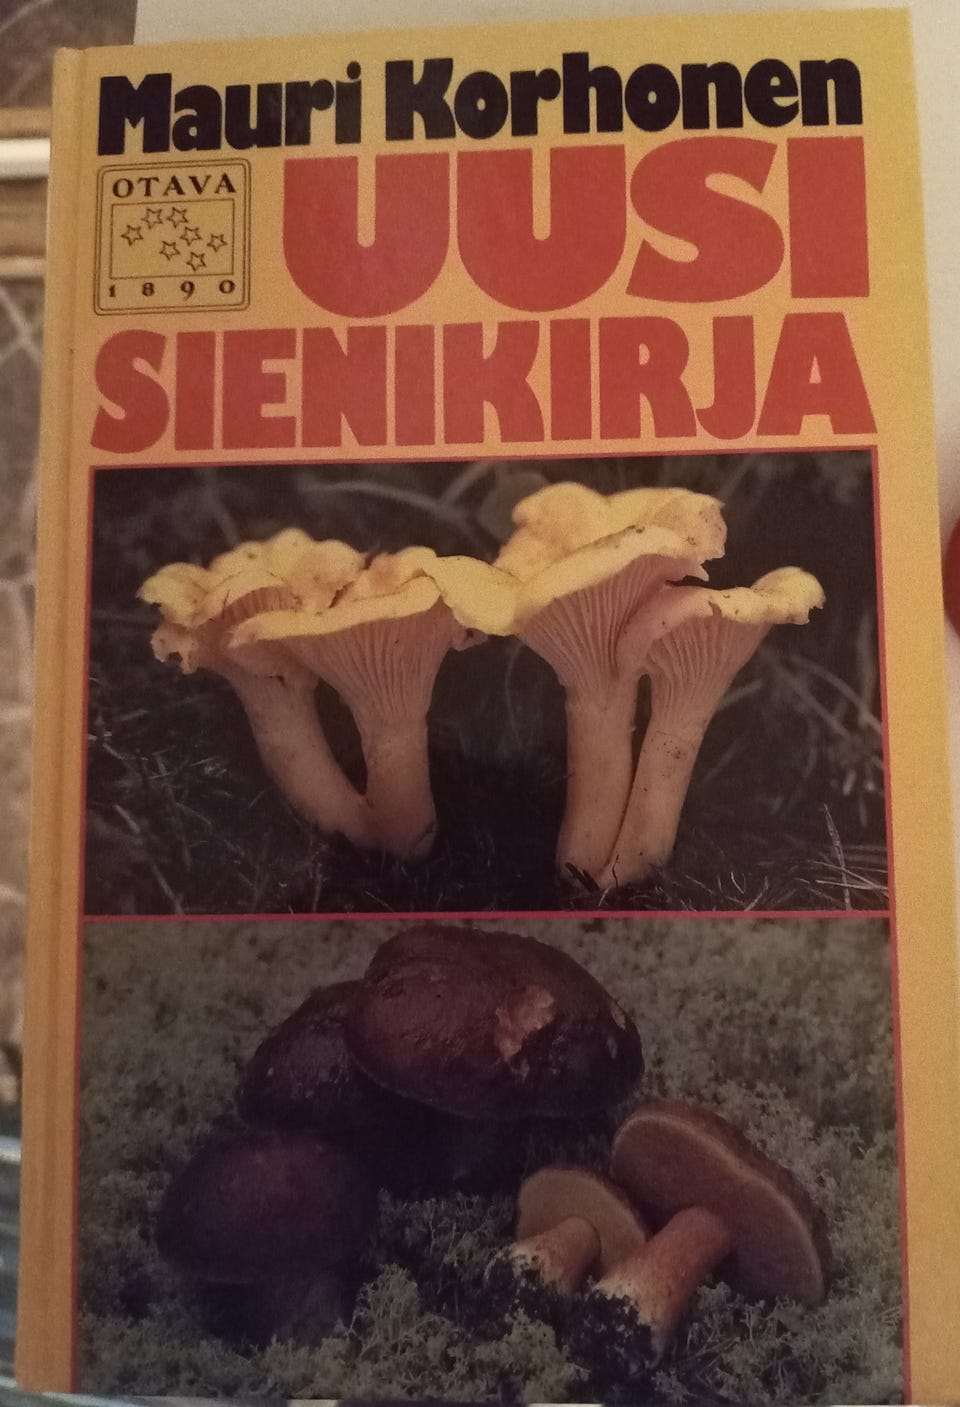 Mauri Korhonen
OTAVA
1890
UUSI
SIENIKIRJA